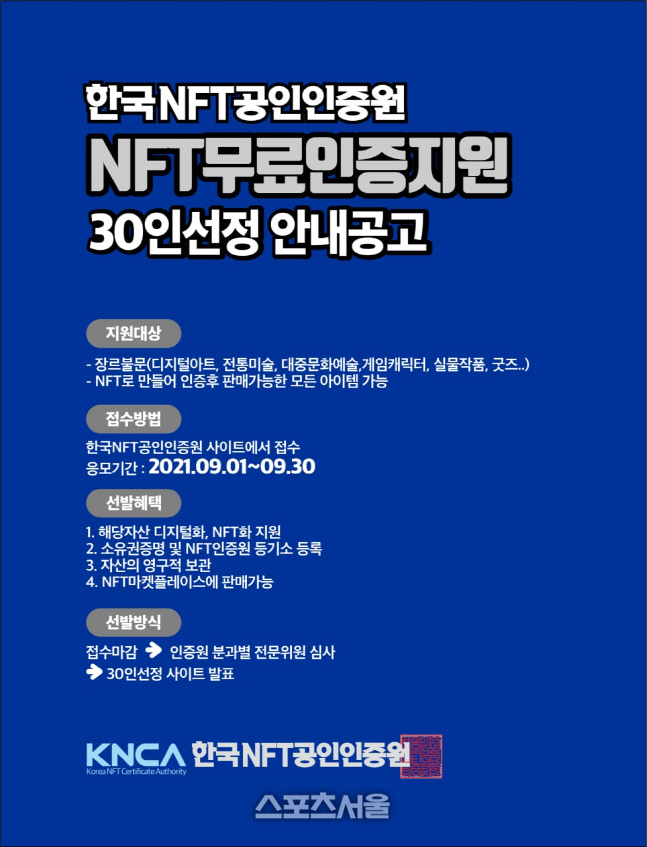 한국NFT공인인증원
NFT무료인증지원
30인선정 안내공고
지원대상
- 장르불문(디지털아트, 전통미술, 대중문화예술,게임캐릭터, 실물작품, 굿즈..)
- NFT로 만들어 인증후 판매가능한 모든 아이템 가능
접수방법
한국NFT공인인증원 사이트에서 접수
응모기간 : 2021.09.01~09.30
선발혜택
1. 해당자산 디지털화, NFT화 지원
2. 소유권증명 및 NFT인증원 등기소 등록
3. 자산의 영구적 보관
4. NFT마켓플레이스에 판매가능
선발방식
접수마감 → 인증원 분과별 전문위원 심사
→ 30인선정 사이트 발표
KNCA 한국NFT공인인증원
Korea NFT Certificate Authority
스포츠서울